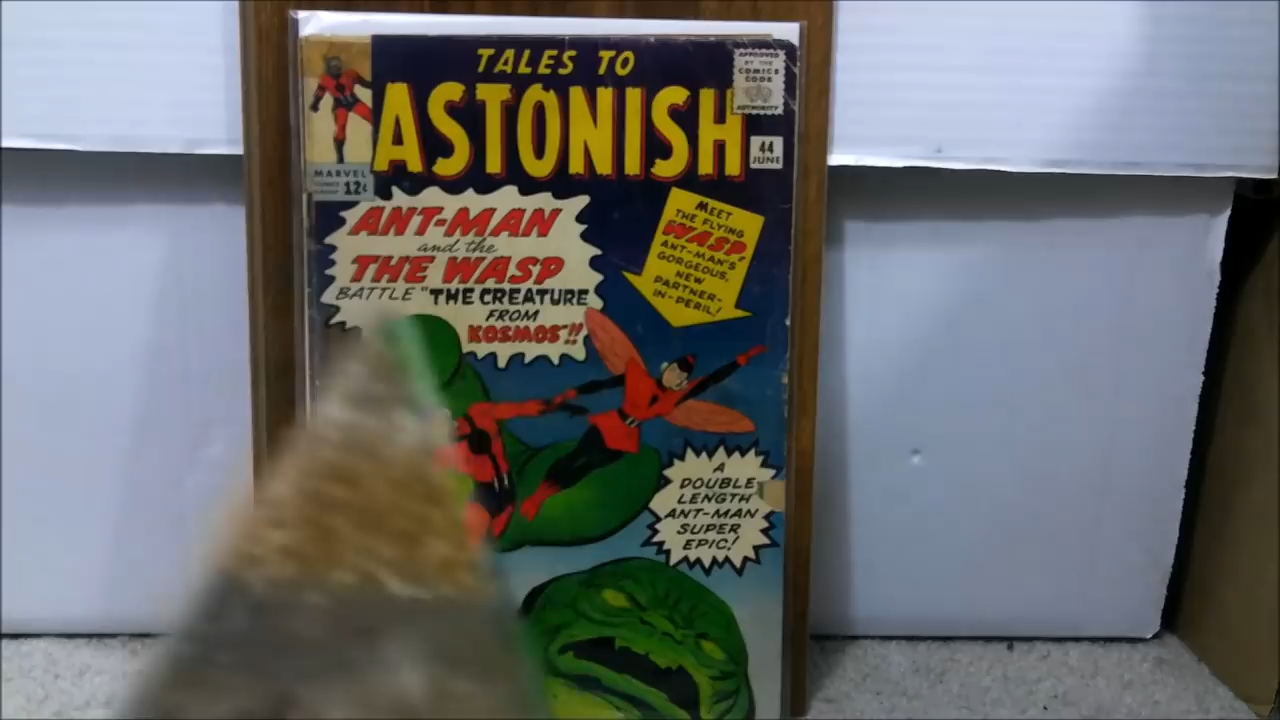 TALES TO
ASTONISH
APPROVED
BY THE
COMICS
CODE
AUTHORITY
44
JUNE
MARVEL
COMICS
GROUP
12¢
ANT-MAN
and the
THE WASP
BATTLE "THE CREATURE
FROM
KOSMOS"!!
MEET
THE FLYING
WASP,
ANT-MAN'S
GORGEOUS,
NEW
PARTNER-
IN-PERIL!
A
DOUBLE
LENGTH
ANT-MAN
SUPER
EPIC!